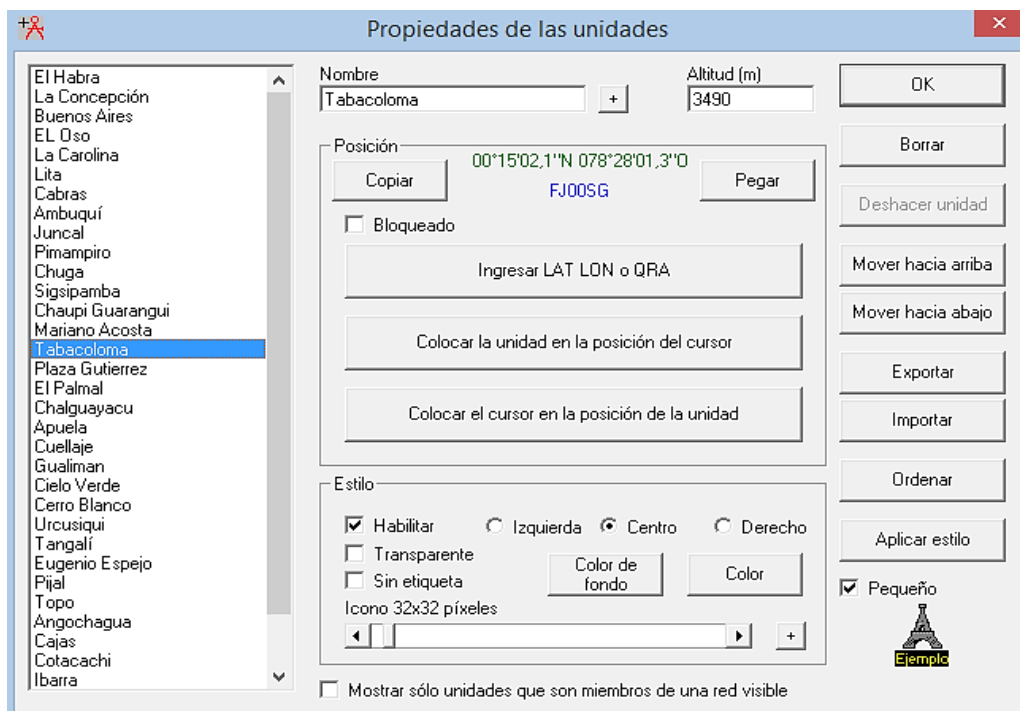 Propiedades de las unidades
El Habra
La Concepción
Buenos Aires
EL Oso
La Carolina
Lita
Cabras
Ambuquí
Juncal
Pimampiro
Chuga
Sigsipamba
Chaupi Guarangui
Mariano Acosta
Tabacoloma
Plaza Gutierrez
El Palmal
Chalguayacu
Apuela
Cuellaje
Gualiman
Cielo Verde
Cerro Blanco
Urcusiqui
Tangalí
Eugenio Espejo
Pijal
Topo
Angochagua
Cajas
Cotacachi
Ibarra
Nombre
Tabacoloma
+
Altitud (m)
3490
Posición
Copiar
00°15'02,1''N 078°28'01,3''O
FJ00SG
Pegar
Bloqueado
Ingresar LAT LON o QRA
Colocar la unidad en la posición del cursor
Colocar el cursor en la posición de la unidad
Estilo
Habilitar
Izquierda
Centro
Derecho
Transparente
Sin etiqueta
Color de
fondo
Color
Icono 32x32 píxeles
+
Mostrar sólo unidades que son miembros de una red visible
OK
Borrar
Deshacer unidad
Mover hacia arriba
Mover hacia abajo
Exportar
Importar
Ordenar
Aplicar estilo
Pequeño
Ejemplo